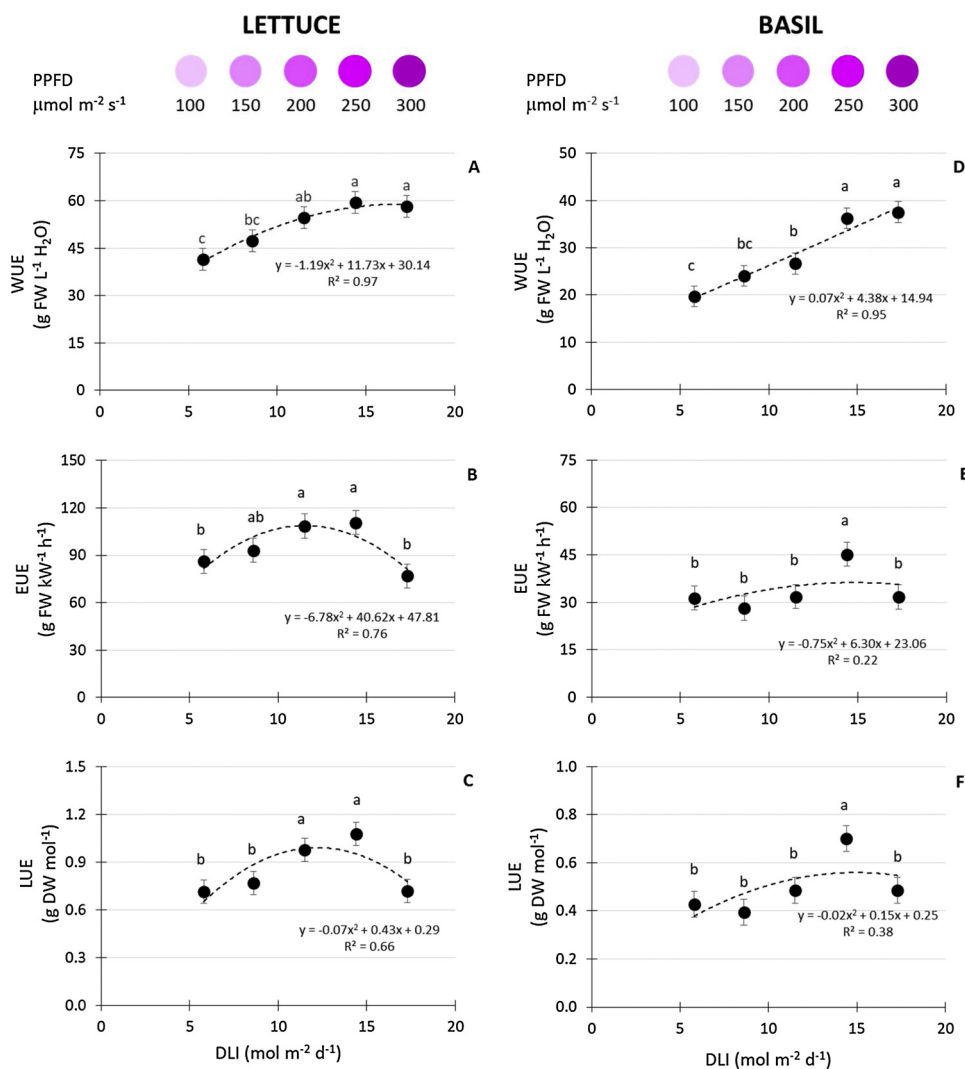 LETTUCE
PPFD
μmol m⁻² s⁻¹ 100 150 200 250 300
75
60
45
30
15
0
WUE
(g FW L⁻¹ H₂O)
A
c bc ab a a
y = -1.19x² + 11.73x + 30.14
R² = 0.97
0 5 10 15 20
150
120
90
60
30
0
EUE
(g FW kW⁻¹ h⁻¹)
B
b ab a a b
y = -6.78x² + 40.62x + 47.81
R² = 0.76
0 5 10 15 20
1.5
1.2
0.9
0.6
0.3
0.0
LUE
(g DW mol⁻¹)
C
b b a a b
y = -0.07x² + 0.43x + 0.29
R² = 0.66
0 5 10 15 20
DLI (mol m⁻² d⁻¹)
BASIL
PPFD
μmol m⁻² s⁻¹ 100 150 200 250 300
50
40
30
20
10
0
WUE
(g FW L⁻¹ H₂O)
D
c bc b a a
y = 0.07x² + 4.38x + 14.94
R² = 0.95
0 5 10 15 20
75
60
45
30
15
0
EUE
(g FW kW⁻¹ h⁻¹)
E
b b b a b
y = -0.75x² + 6.30x + 23.06
R² = 0.22
0 5 10 15 20
1.0
0.8
0.6
0.4
0.2
0.0
LUE
(g DW mol⁻¹)
F
b b b a b
y = -0.02x² + 0.15x + 0.25
R² = 0.38
0 5 10 15 20
DLI (mol m⁻² d⁻¹)